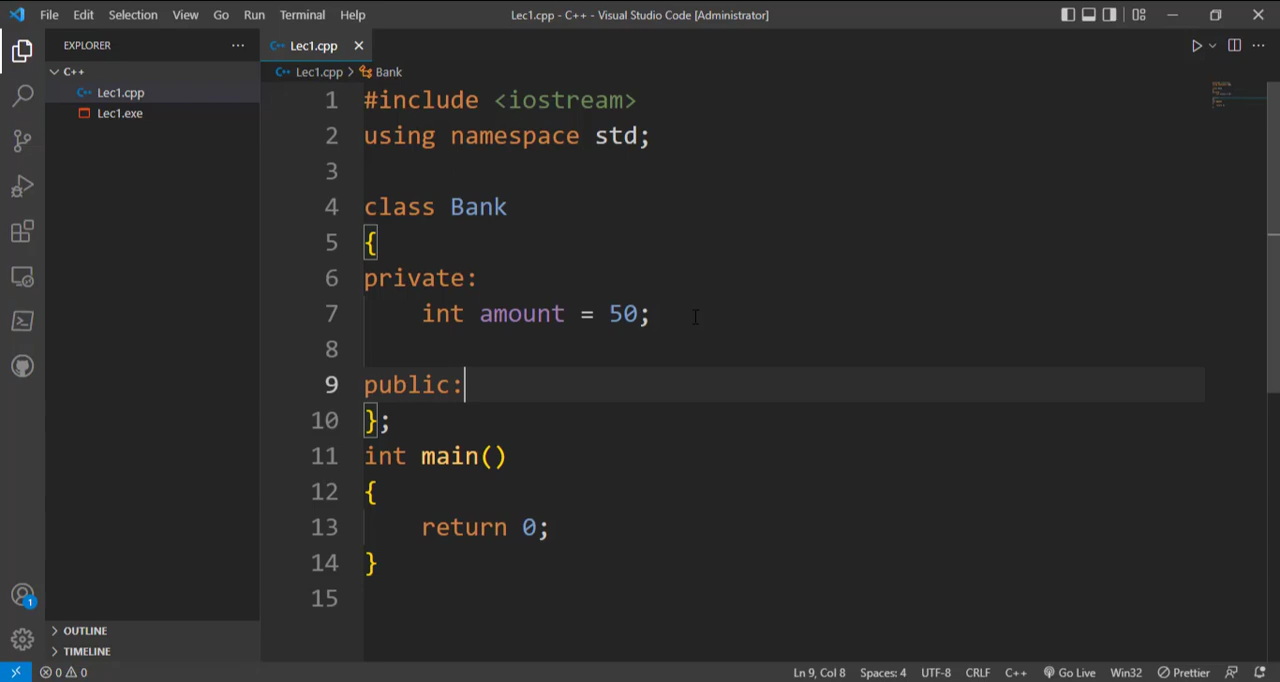 File Edit Selection View Go Run Terminal Help Lec1.cpp - C++ - Visual Studio Code [Administrator]
EXPLORER
C++
Lec1.cpp
Lec1.exe
OUTLINE
TIMELINE
Lec1.cpp
Lec1.cpp > Bank
1 #include <iostream>
2 using namespace std;
3
4 class Bank
5 {
6 private:
7 int amount = 50;
8
9 public:
10 };
11 int main()
12 {
13 return 0;
14 }
15
1
0 0 Ln 9, Col 8 Spaces: 4 UTF-8 CRLF C++ Go Live Win32 Prettier